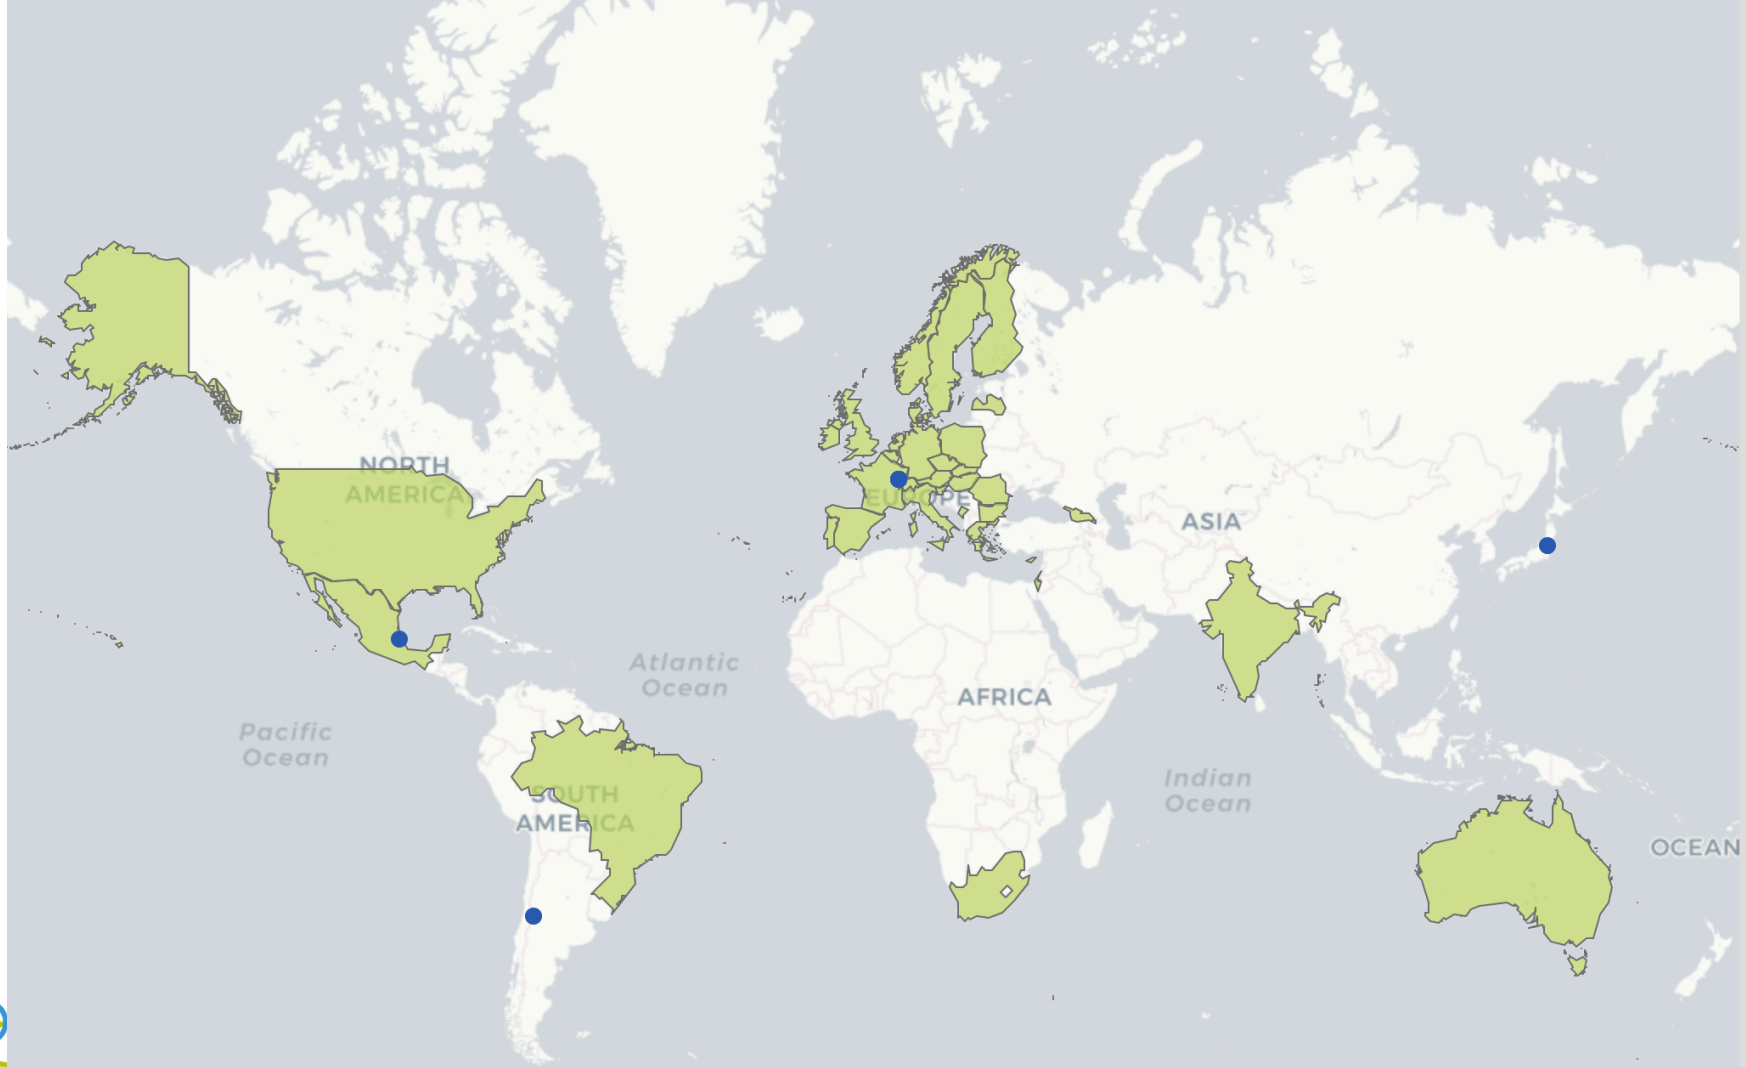 NORTH
AMERICA
EUROPE
ASIA
Atlantic
Ocean
AFRICA
Pacific
Ocean
Indian
Ocean
SOUTH
AMERICA
OCEAN